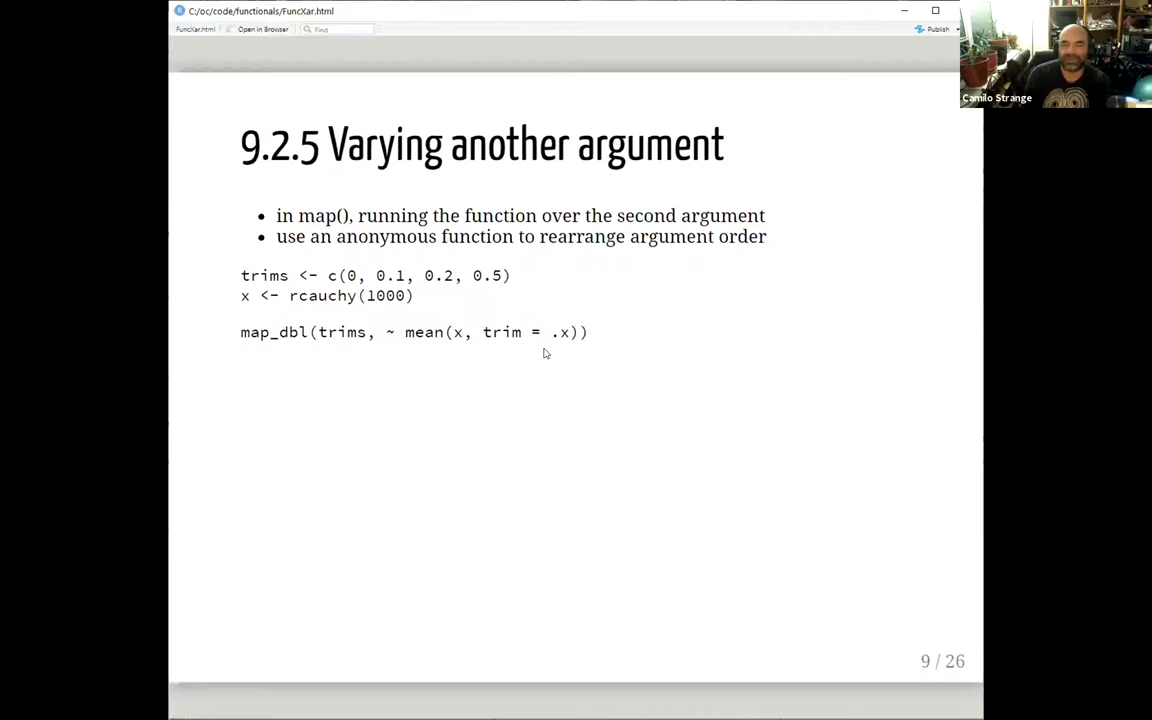 C:/oc/code/functionals/FuncXar.html
FuncXar.html
Open in Browser
Find
Publish
Camilo Strange
9.2.5 Varying another argument
• in map(), running the function over the second argument
• use an anonymous function to rearrange argument order
trims <- c(0, 0.1, 0.2, 0.5)
x <- rcauchy(1000)
map_dbl(trims, ~ mean(x, trim = .x))
9 / 26